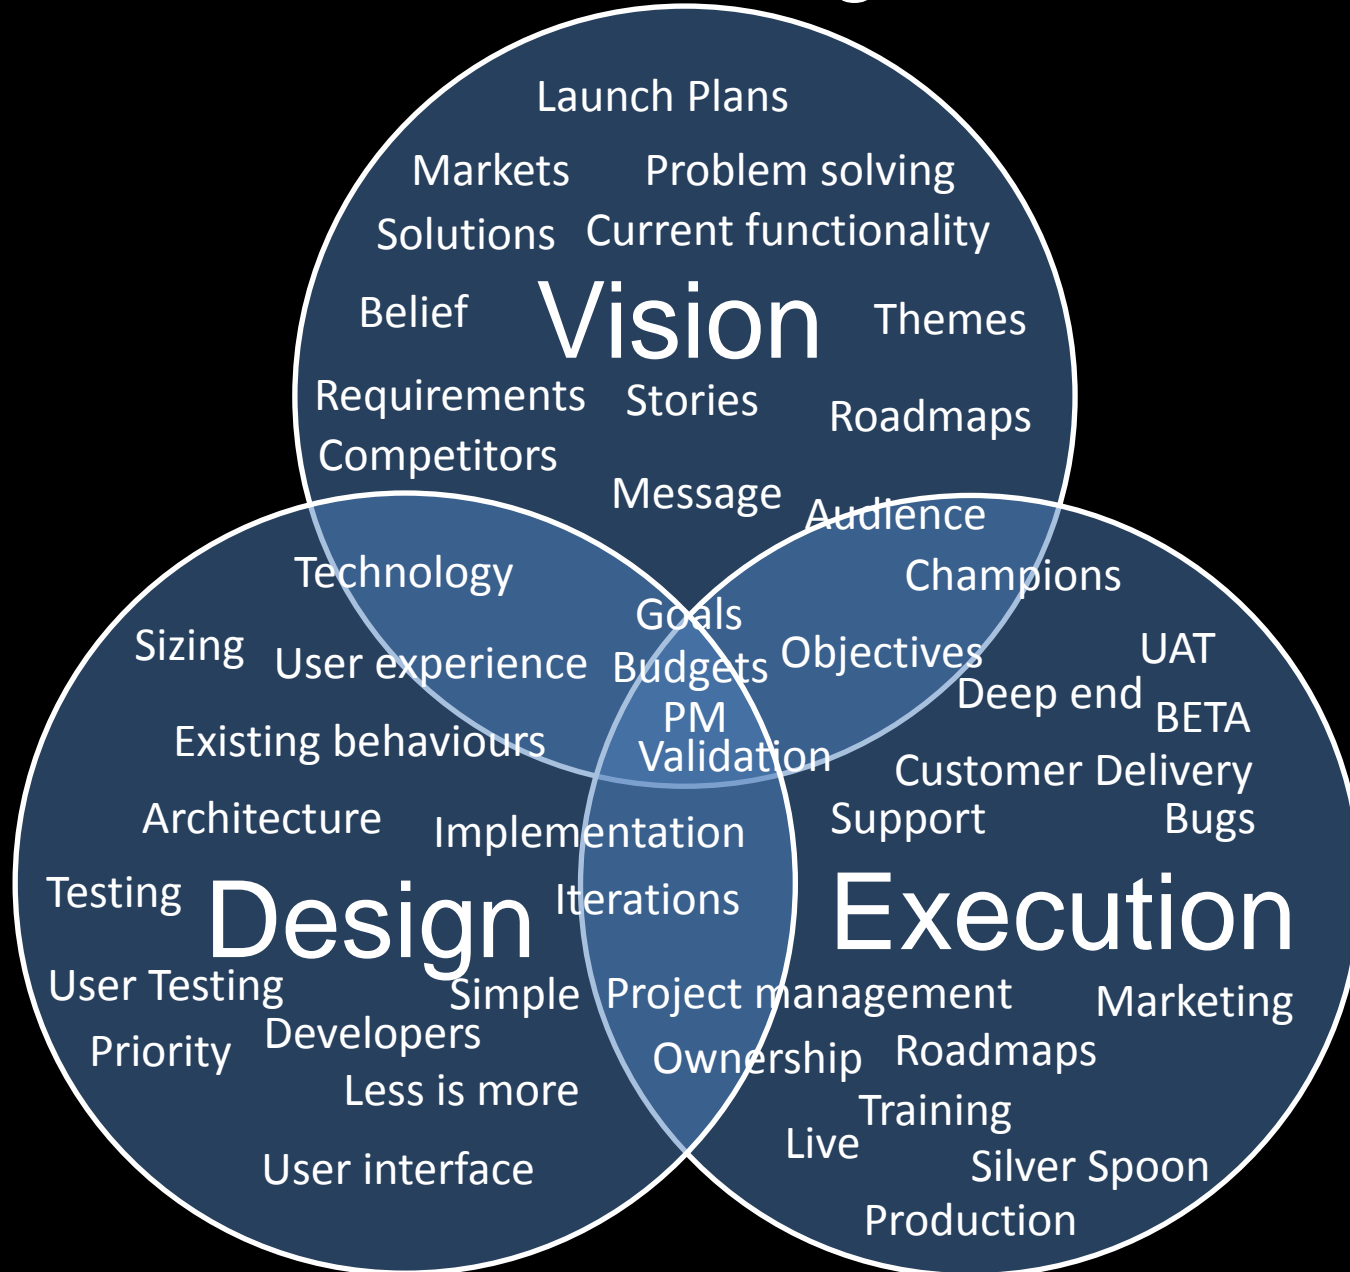 Launch Plans
Markets Problem solving
Solutions Current functionality
Belief Vision Themes
Requirements Stories Roadmaps
Competitors
Message Audience
Technology Champions
Goals
Sizing User experience Budgets Objectives UAT
Deep end
PM BETA
Existing behaviours Validation
Customer Delivery
Architecture Implementation Support Bugs
Testing Design Iterations Execution
User Testing Simple Project management Marketing
Priority Developers Ownership Roadmaps
Less is more Training
Live
User interface Silver Spoon
Production